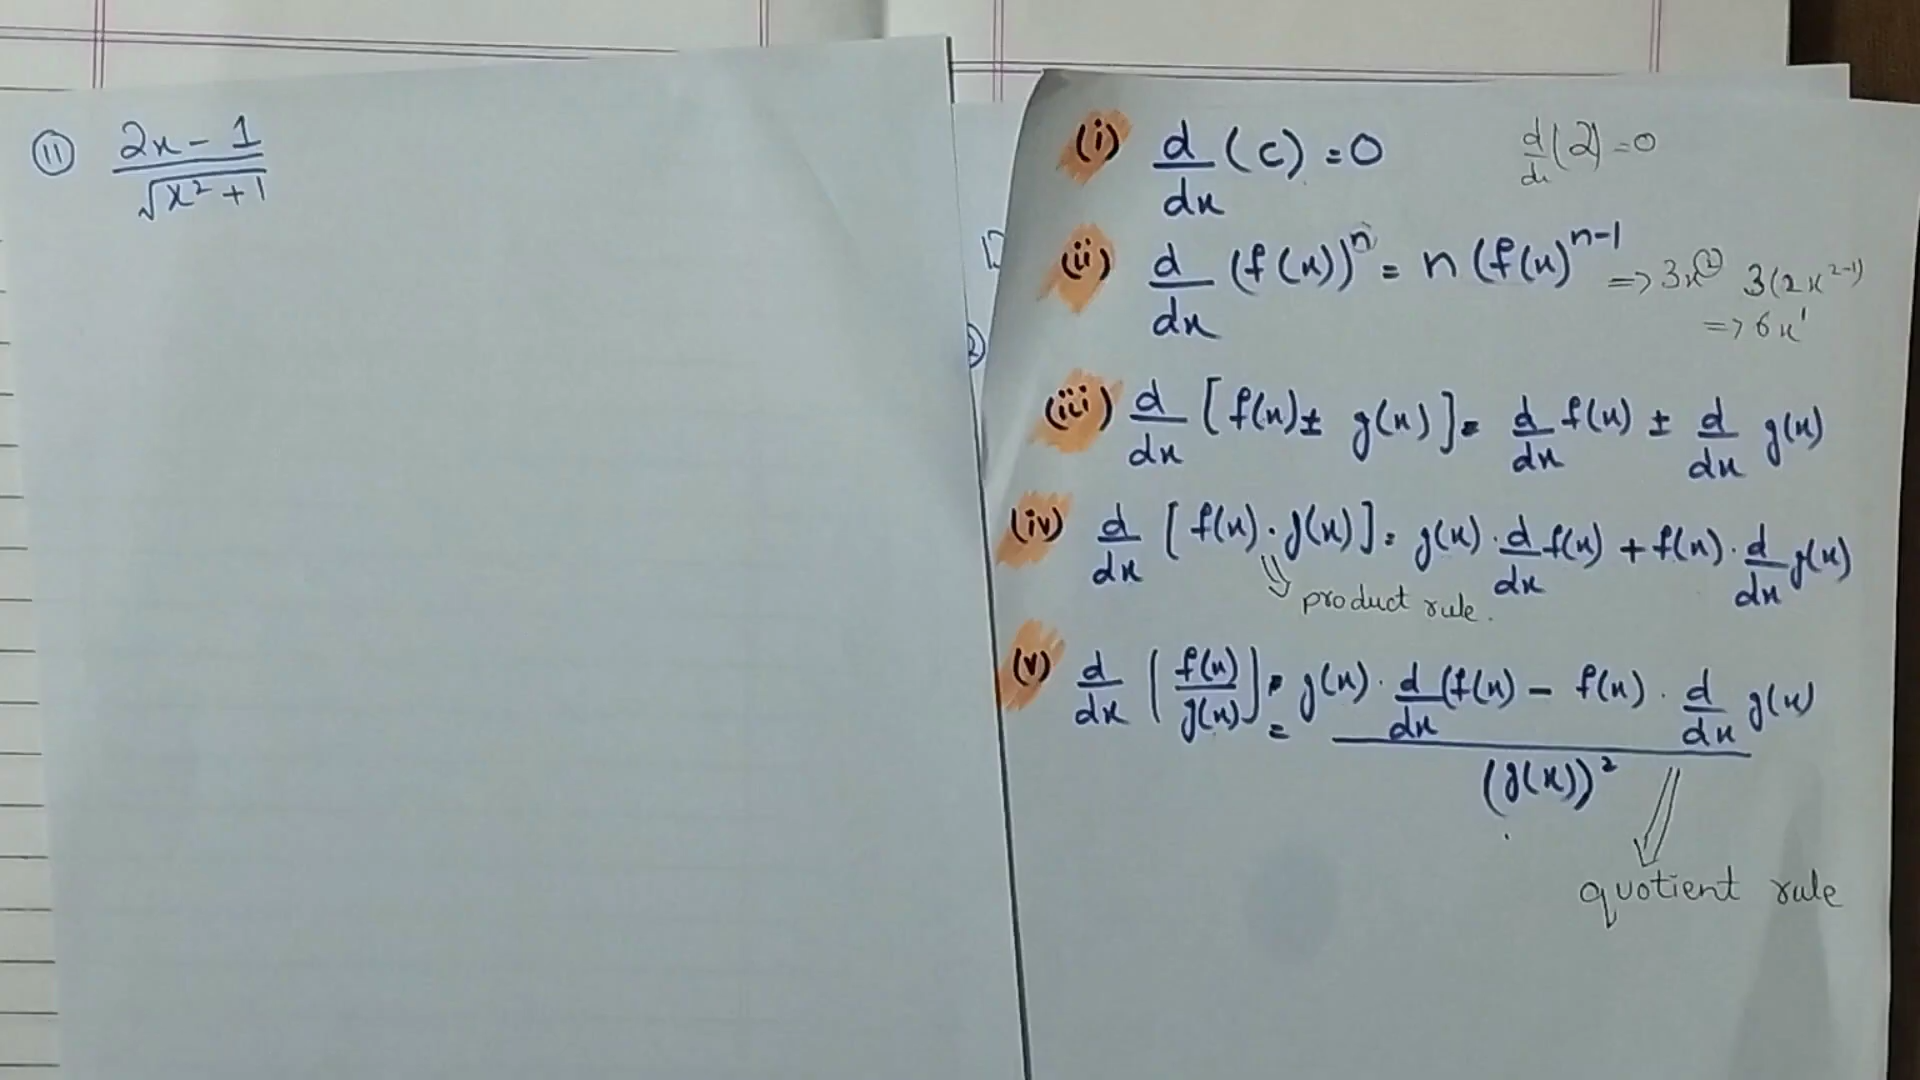 ⑪ 2x - 1
√x² + 1
(i) d/dx (c) = 0 d/dx (2) = 0
(ii) d/dx (f(x))ⁿ = n (f(x)ⁿ⁻¹ => 3x² 3(2x²⁻¹)
=> 6x¹
(iii) d/dx [f(x) ± g(x)] = d/dx f(x) ± d/dx g(x)
(iv) d/dx [f(x) · g(x)] = g(x) · d/dx f(x) + f(x) · d/dx g(x)
product rule.
(v) d/dx [f(x)/g(x)] = g(x) · d/dx (f(x) - f(x) · d/dx g(x)
(g(x))²
quotient rule